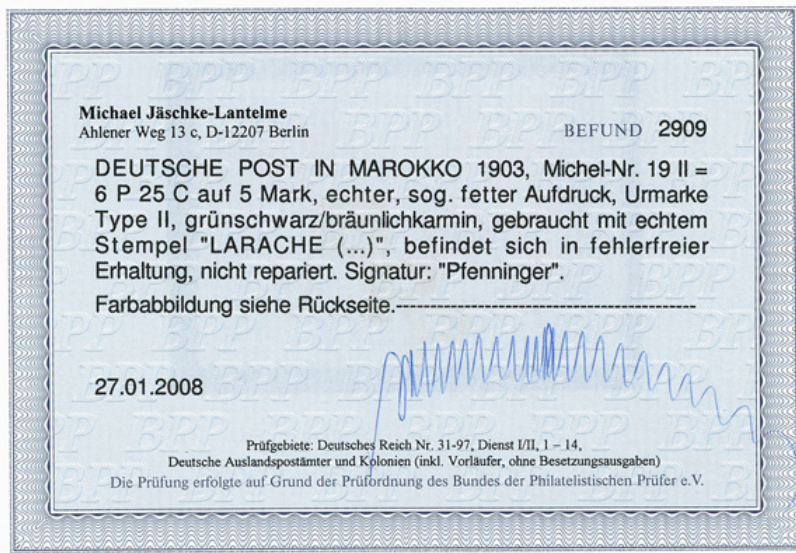 Michael Jäschke-Lantelme
Ahlener Weg 13 c, D-12207 Berlin
BEFUND 2909
DEUTSCHE POST IN MAROKKO 1903, Michel-Nr. 19 II =
6 P 25 C auf 5 Mark, echter, sog. fetter Aufdruck, Urmarke
Type II, grünschwarz/bräunlichkarmin, gebraucht mit echtem
Stempel "LARACHE (...)", befindet sich in fehlerfreier
Erhaltung, nicht repariert. Signatur: "Pfenninger".
Farbabbildung siehe Rückseite.----------------------------------------------------
27.01.2008
Prüfgebiete: Deutsches Reich Nr. 31-97, Dienst I/II, 1 – 14,
Deutsche Auslandspostämter und Kolonien (inkl. Vorläufer, ohne Besetzungsausgaben)
Die Prüfung erfolgte auf Grund der Prüfordnung des Bundes der Philatelistischen Prüfer e.V.